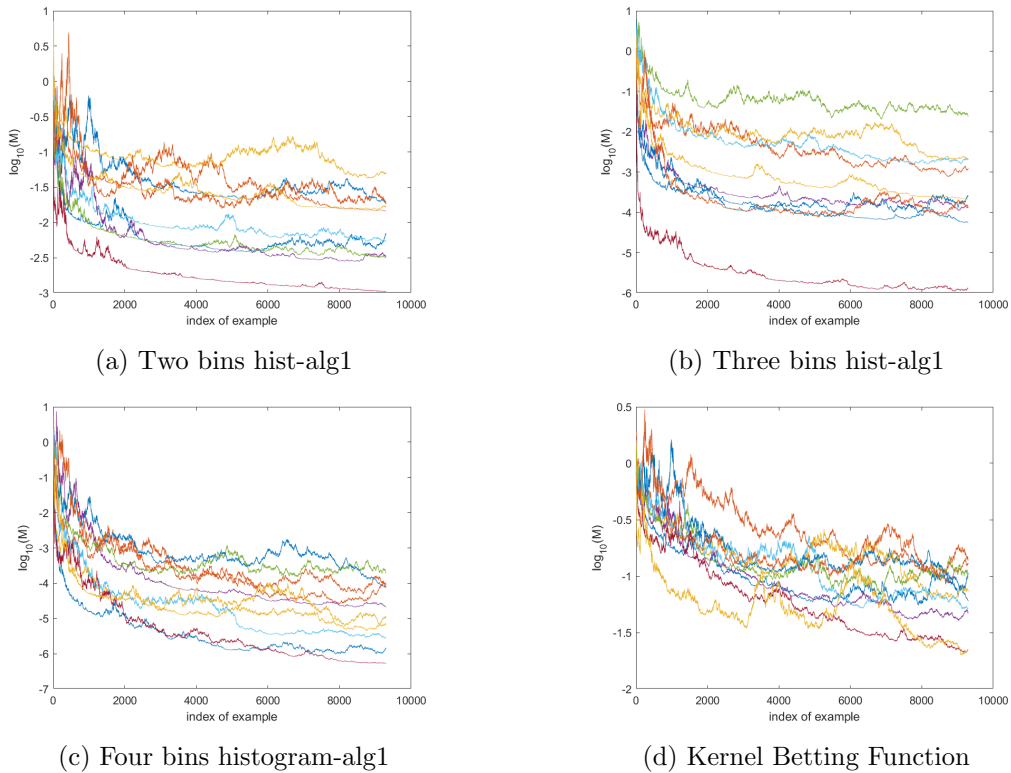 1
0.5
0
-0.5
-1
-1.5
-2
-2.5
-3
log10(M)
0 2000 4000 6000 8000 10000
index of example
(a) Two bins hist-alg1
1
0
-1
-2
-3
-4
-5
-6
log10(M)
0 2000 4000 6000 8000 10000
index of example
(b) Three bins hist-alg1
1
0
-1
-2
-3
-4
-5
-6
-7
log10(M)
0 2000 4000 6000 8000 10000
index of example
(c) Four bins histogram-alg1
0.5
0
-0.5
-1
-1.5
-2
log10(M)
0 2000 4000 6000 8000 10000
index of example
(d) Kernel Betting Function